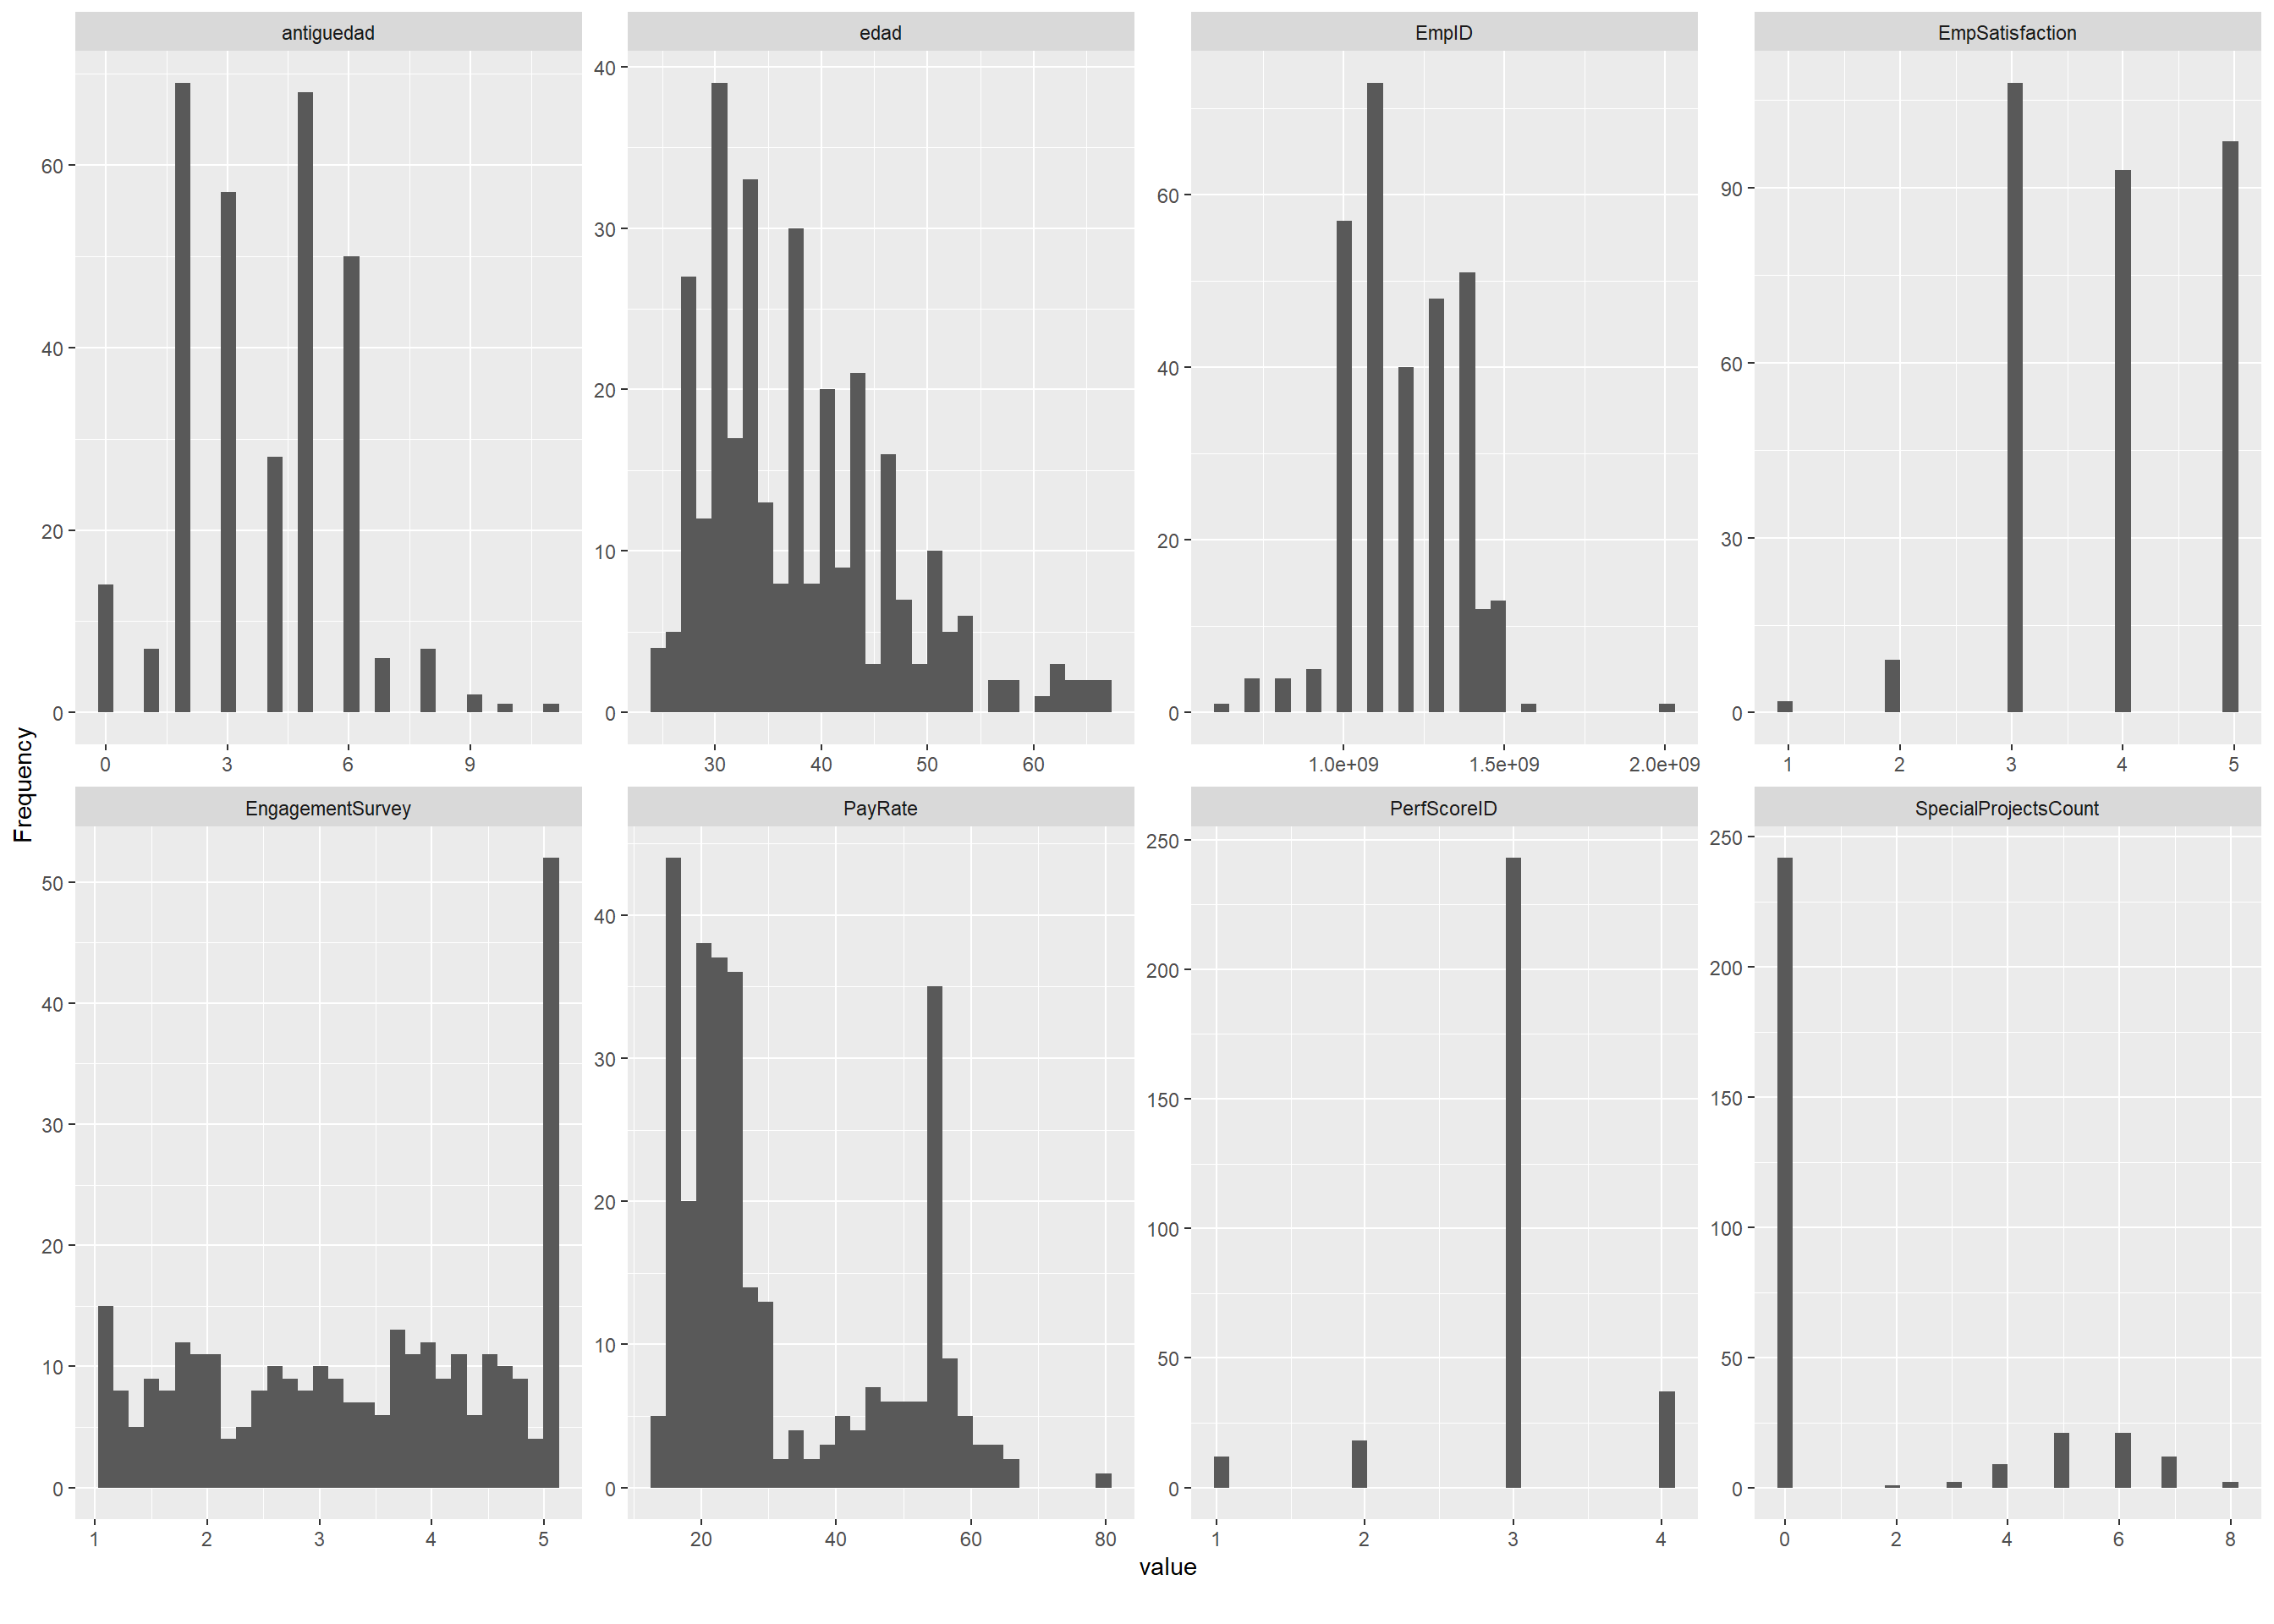 antiguedad edad EmpID EmpSatisfaction
60 40 20 0
0 3 6 9
40 30 20 10 0
30 40 50 60
60 40 20 0
1.0e+09 1.5e+09 2.0e+09
90 60 30 0
1 2 3 4 5
Frequency
EngagementSurvey PayRate PerfScoreID SpecialProjectsCount
50 40 30 20 10 0
1 2 3 4 5
40 30 20 10 0
20 40 60 80
250 200 150 100 50 0
1 2 3 4
250 200 150 100 50 0
0 2 4 6 8
value